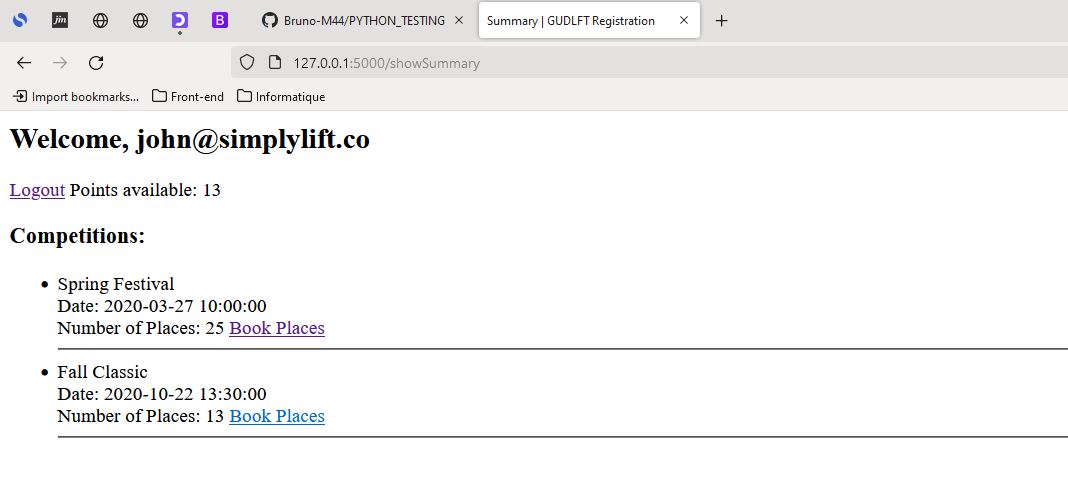 jin
B
Bruno-M44/PYTHON_TESTING
Summary | GUDLFT Registration
127.0.0.1:5000/showSummary
Import bookmarks... Front-end Informatique
Welcome, john@simplylift.co
Logout Points available: 13
Competitions:
Spring Festival
Date: 2020-03-27 10:00:00
Number of Places: 25 Book Places
Fall Classic
Date: 2020-10-22 13:30:00
Number of Places: 13 Book Places